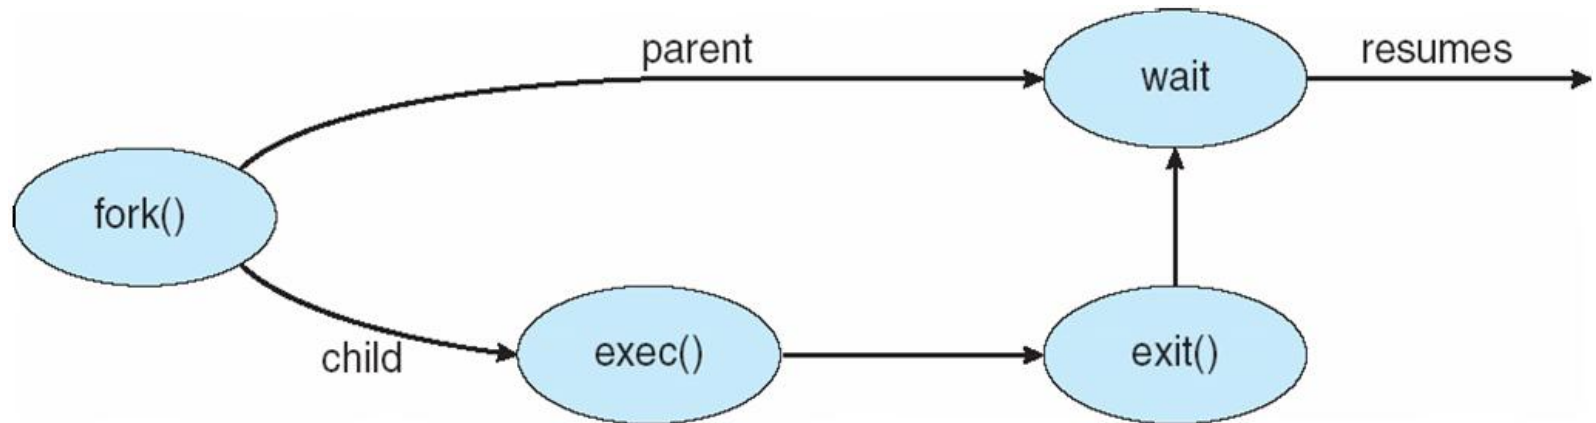 parent
wait
resumes
fork()
child
exec()
exit()